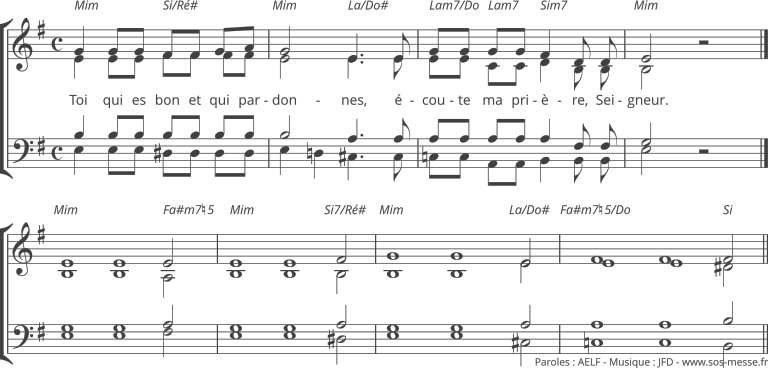 Mim Si/Ré# Mim La/Do# Lam7/Do Lam7 Sim7 Mim
Toi qui es bon et qui par - don - nes, é - cou - te ma pri - è - re, Sei - gneur.
Mim Fa#m7♮5 Mim Si7/Ré# Mim La/Do# Fa#m7♮5/Do Si
Paroles : AELF - Musique : JFD - www.sos-messe.fr